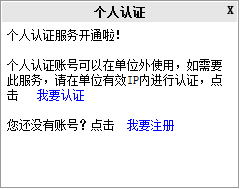 个人认证 X
个人认证服务开通啦！
个人认证账号可以在单位外使用，如需要
此服务，请在单位有效IP内进行认证，点
击 我要认证
您还没有账号？点击 我要注册